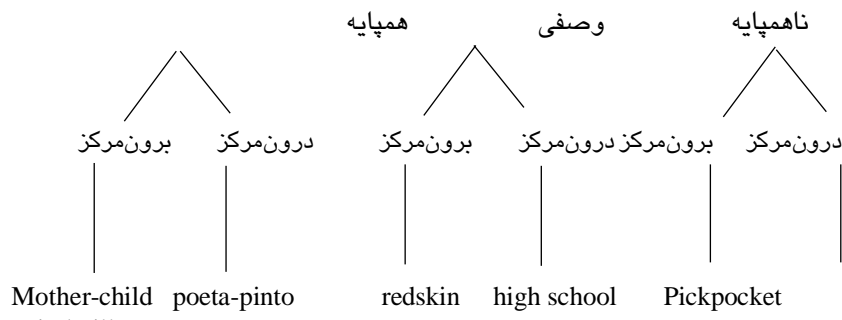 ناهمپایه وصفی همپایه
درون‌مرکز برون‌مرکز درون‌مرکز برون‌مرکز درون‌مرکز برون‌مرکز
Mother-child poeta-pinto redskin high school Pickpocket